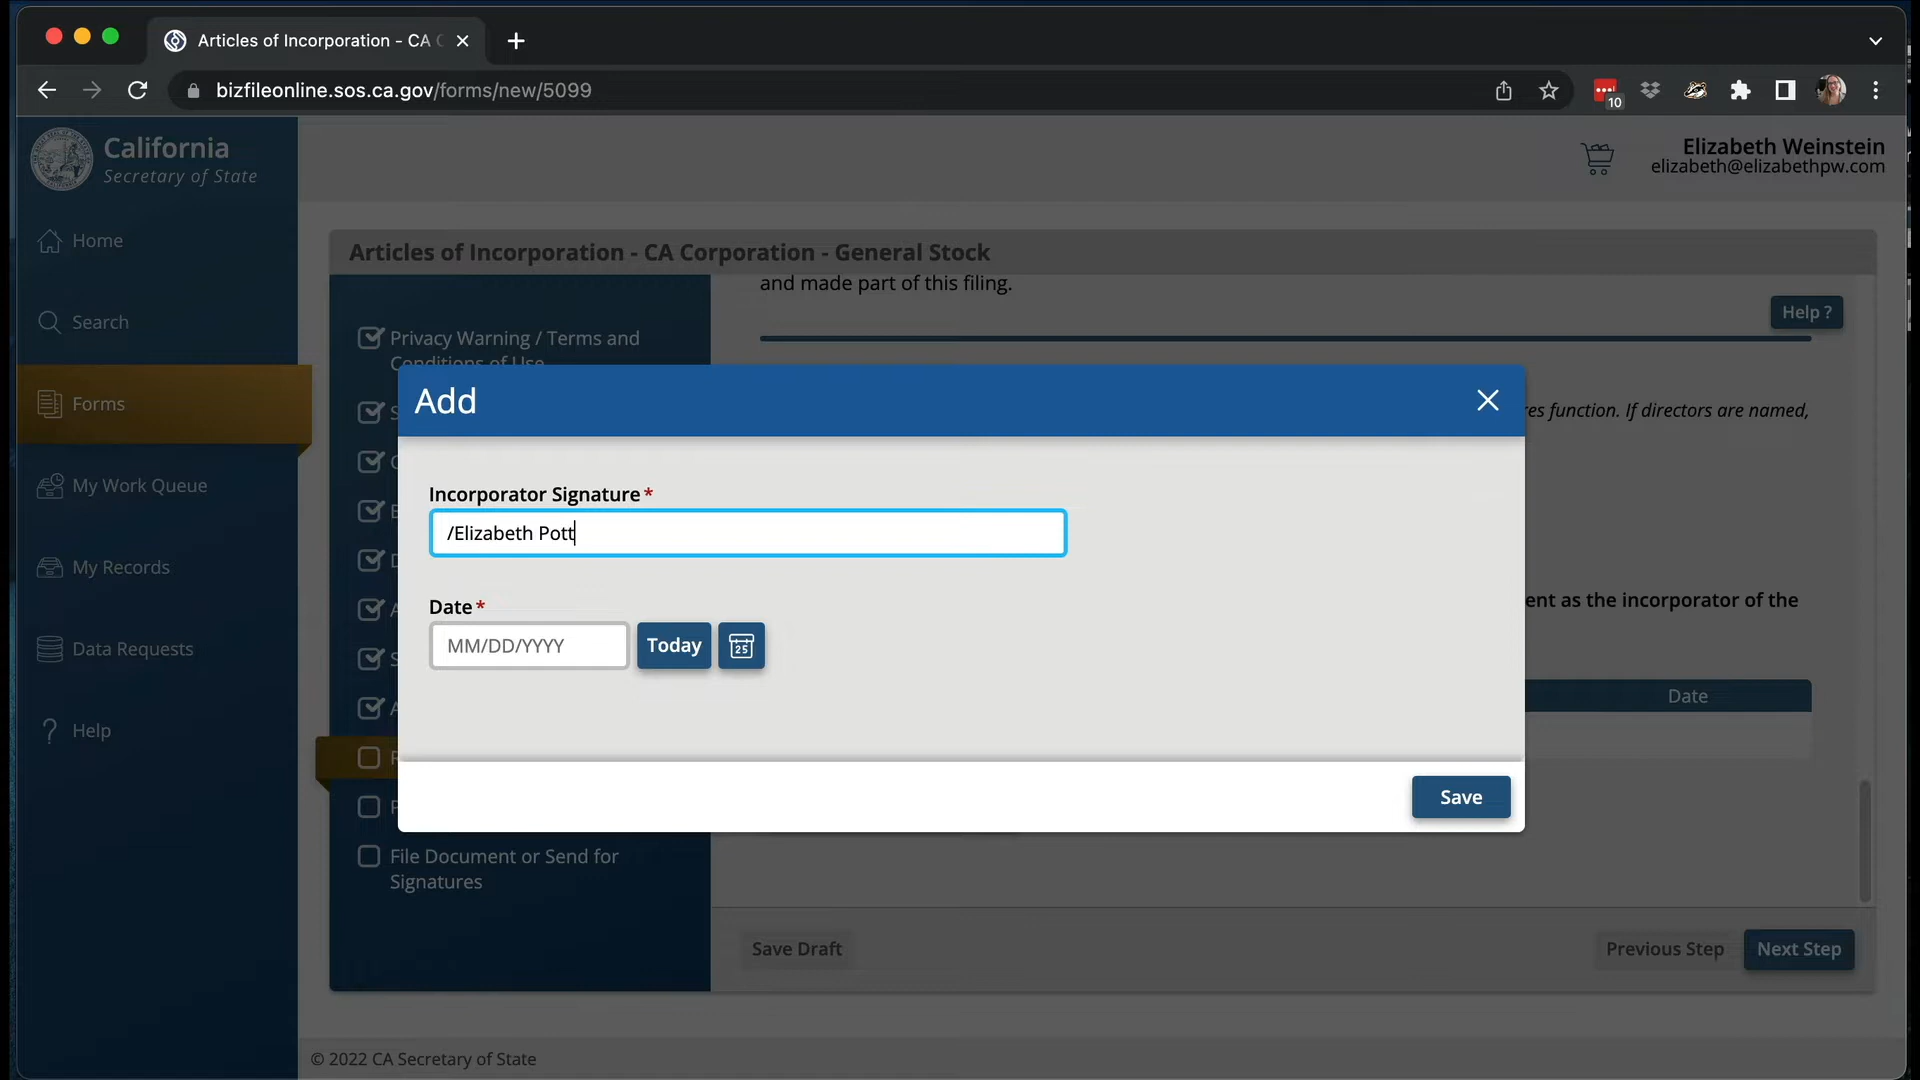 Articles of Incorporation - CA
bizfileonline.sos.ca.gov/forms/new/5099
10
California
Secretary of State
Elizabeth Weinstein
elizabeth@elizabethpw.com
Home
Search
Forms
My Work Queue
My Records
Data Requests
Help
Articles of Incorporation - CA Corporation - General Stock
and made part of this filing.
Help ?
Privacy Warning / Terms and
Conditions of Use
es function. If directors are named,
Add
Incorporator Signature*
/Elizabeth Pott
Date*
MM/DD/YYYY
Today
25
ent as the incorporator of the
Date
Save
File Document or Send for
Signatures
Save Draft
Previous Step
Next Step
© 2022 CA Secretary of State